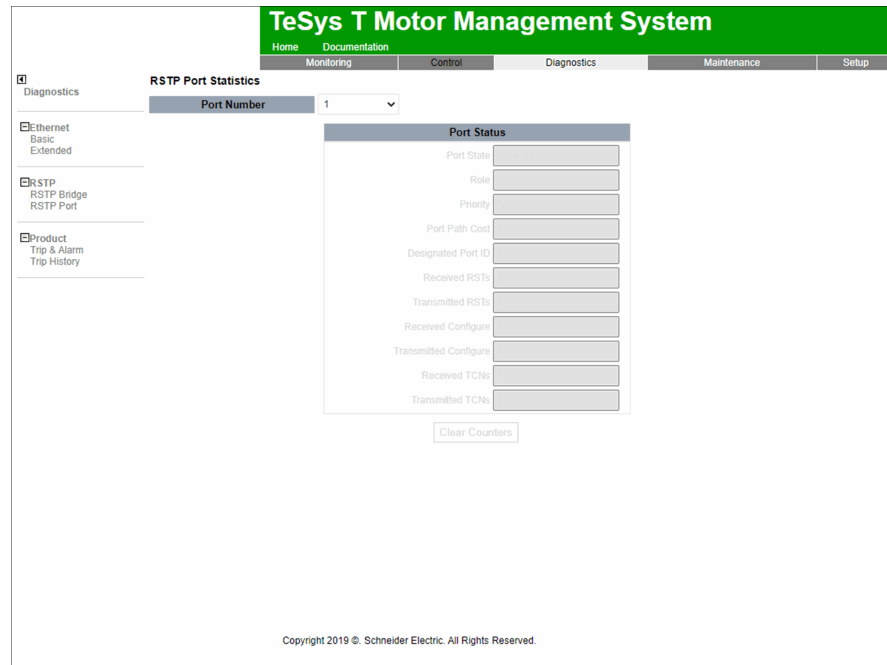 TeSys T Motor Management System
Home Documentation
Monitoring Control Diagnostics Maintenance Setup
Diagnostics
Ethernet
Basic
Extended
RSTP
RSTP Bridge
RSTP Port
Product
Trip & Alarm
Trip History
RSTP Port Statistics
Port Number 1
Port Status
Port State
Role
Priority
Port Path Cost
Designated Port ID
Received RSTs
Transmitted RSTs
Received Configure
Transmitted Configure
Received TCNs
Transmitted TCNs
Clear Counters
Copyright 2019 ©. Schneider Electric. All Rights Reserved.